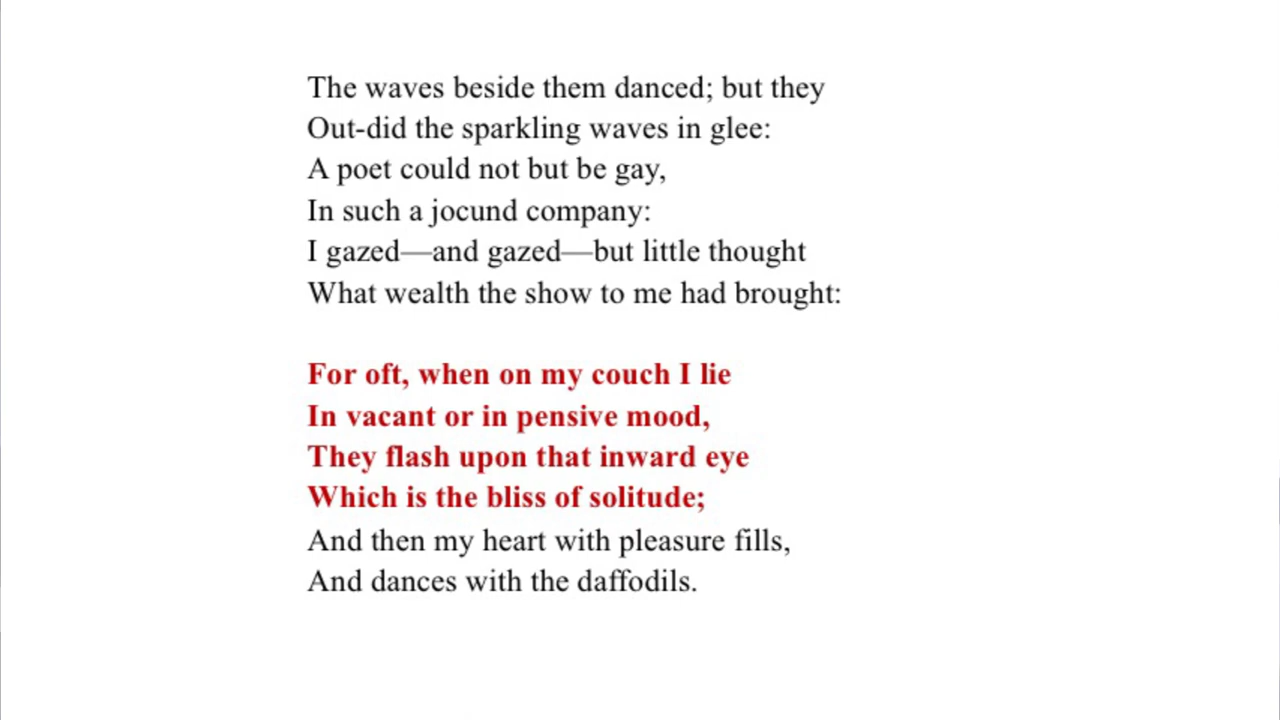 The waves beside them danced; but they
Out-did the sparkling waves in glee:
A poet could not but be gay,
In such a jocund company:
I gazed—and gazed—but little thought
What wealth the show to me had brought:
For oft, when on my couch I lie
In vacant or in pensive mood,
They flash upon that inward eye
Which is the bliss of solitude;
And then my heart with pleasure fills,
And dances with the daffodils.